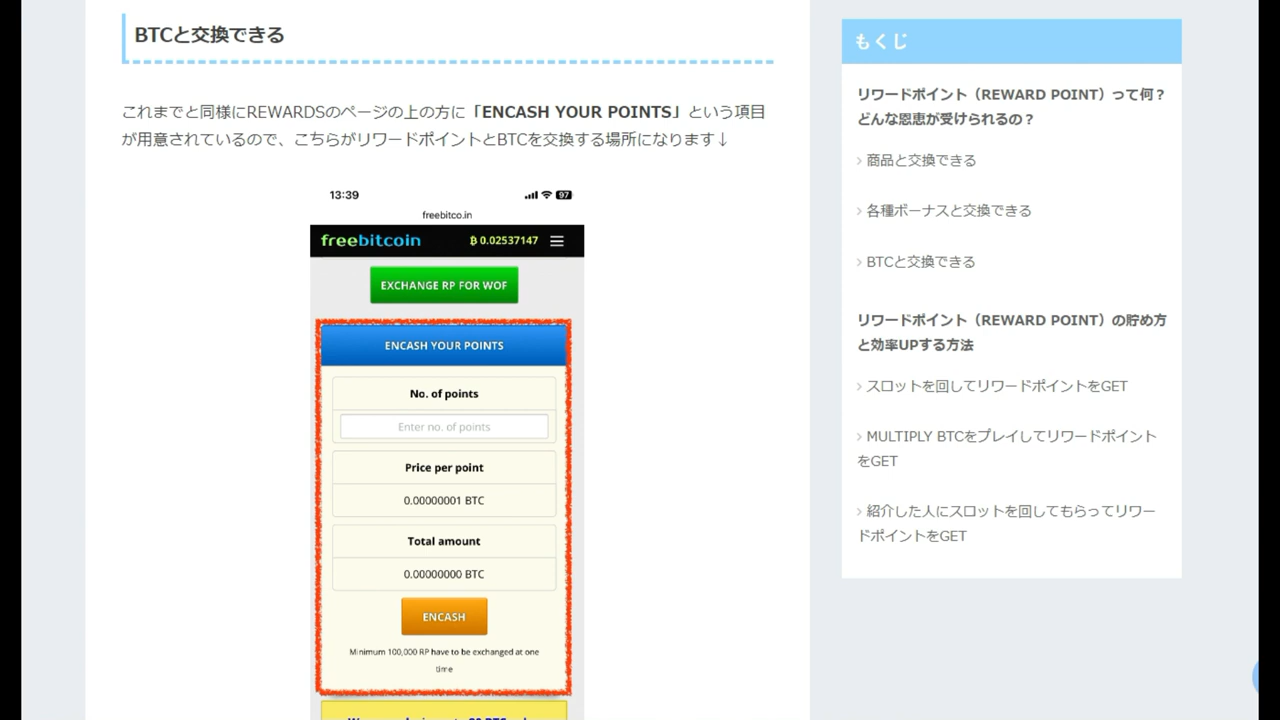 BTCと交換できる
これまでと同様にREWARDSのページの上の方に「ENCASH YOUR POINTS」という項目
が用意されているので、こちらがリワードポイントとBTCを交換する場所になります↓
13:39
97
freebitco.in
freebitcoin
₿ 0.02537147
EXCHANGE RP FOR WOF
ENCASH YOUR POINTS
No. of points
Enter no. of points
Price per point
0.00000001 BTC
Total amount
0.00000000 BTC
ENCASH
Minimum 100,000 RP have to be exchanged at one
time
もくじ
リワードポイント（REWARD POINT）って何？
どんな恩恵が受けられるの？
商品と交換できる
各種ボーナスと交換できる
BTCと交換できる
リワードポイント（REWARD POINT）の貯め方
と効率UPする方法
スロットを回してリワードポイントをGET
MULTIPLY BTCをプレイしてリワードポイント
をGET
紹介した人にスロットを回してもらってリワー
ドポイントをGET